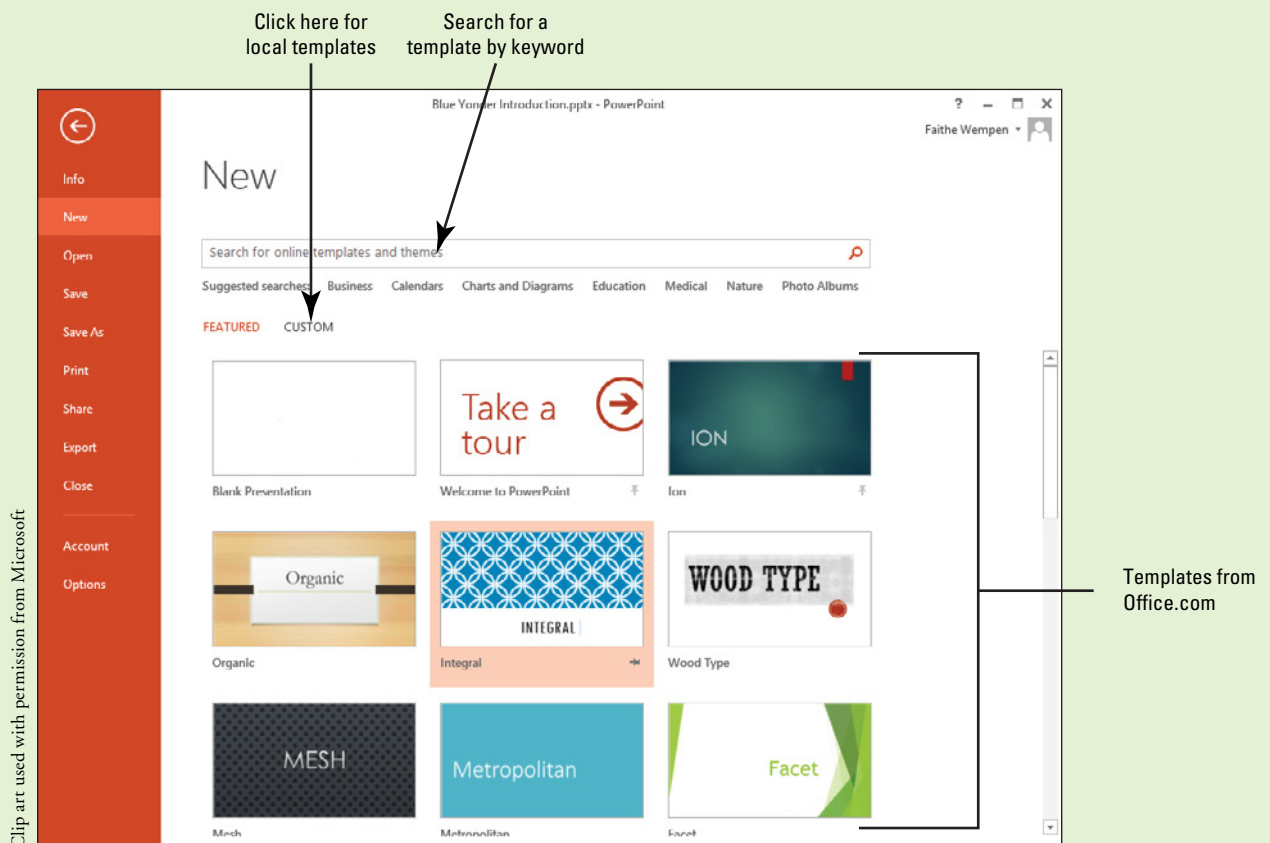 Click here for
local templates
Search for a
template by keyword
Blue Yonder Introduction.pptx - PowerPoint
?
Faithe Wempen
Info
New
Open
Save
Save As
Print
Share
Export
Close
Account
Options
New
Search for online templates and themes
Suggested searches: Business Calendars Charts and Diagrams Education Medical Nature Photo Albums
FEATURED CUSTOM
Take a
tour
ION
Blank Presentation Welcome to PowerPoint Ion
Organic
INTEGRAL
WOOD TYPE
Organic Integral Wood Type
MESH
Metropolitan
Facet
Mesh Metropolitan Facet
Templates from
Office.com
Clip art used with permission from Microsoft